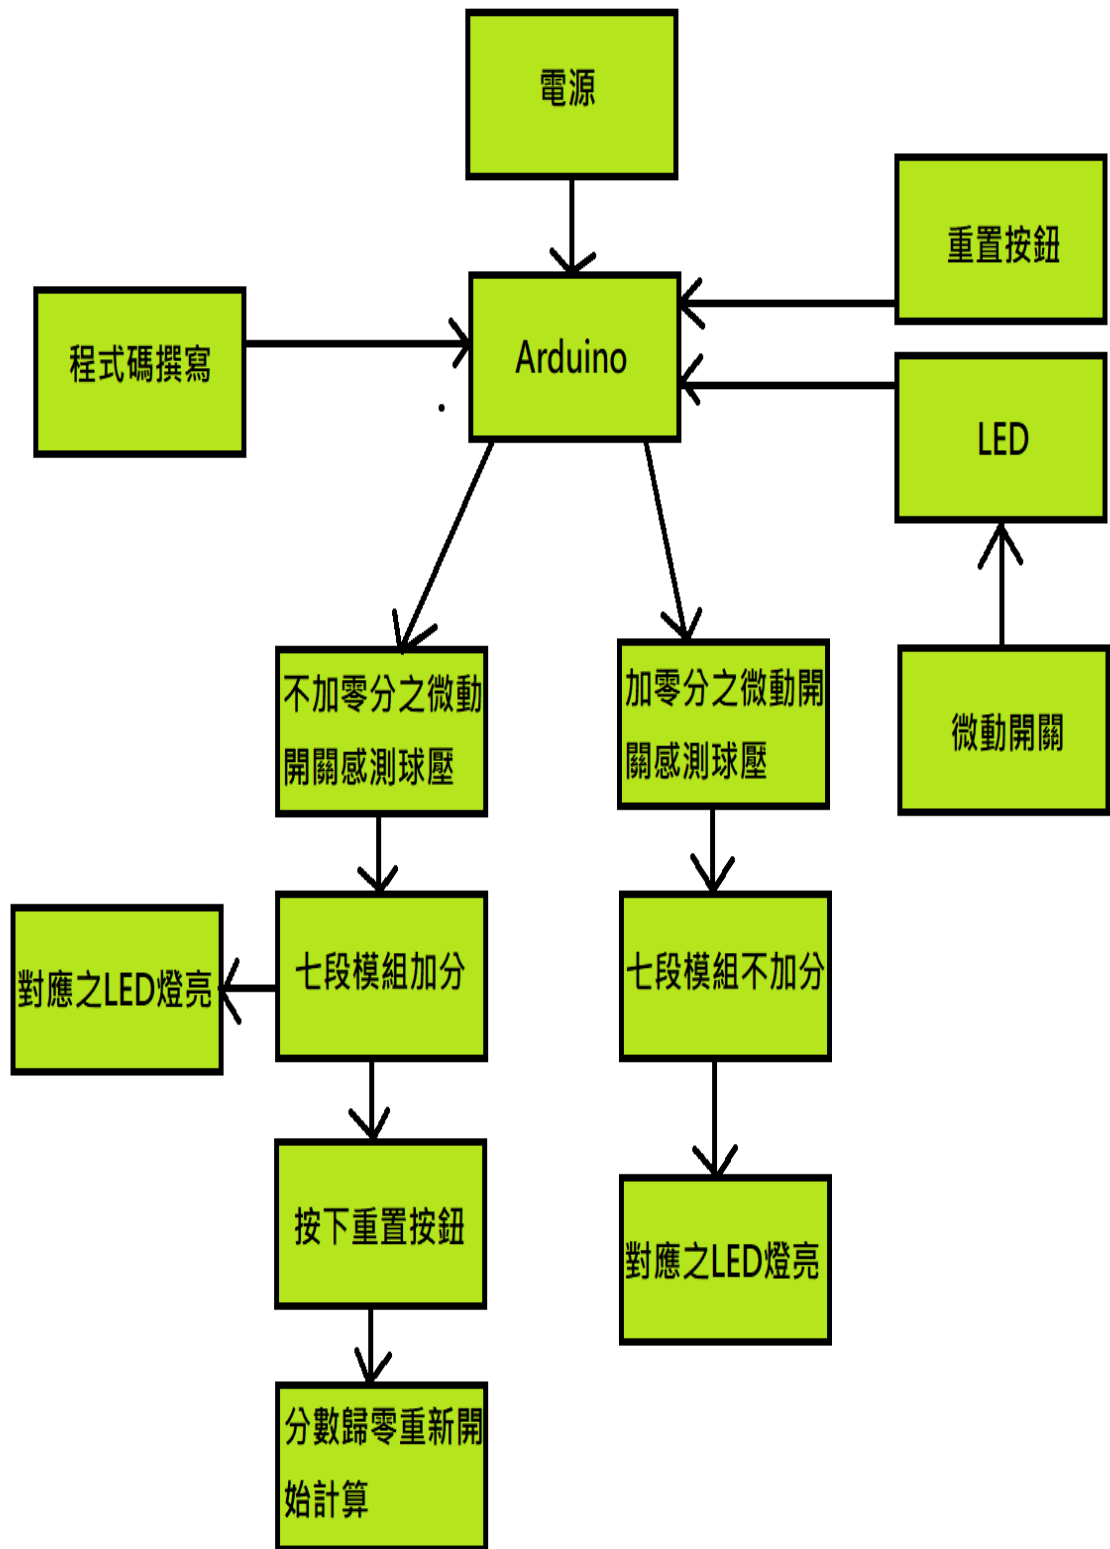 電源
重置按鈕
程式碼撰寫
Arduino
LED
不加零分之微動
開關感測球壓
加零分之微動開
關感測球壓
微動開關
對應之LED燈亮
七段模組加分
七段模組不加分
按下重置按鈕
對應之LED燈亮
分數歸零重新開
始計算